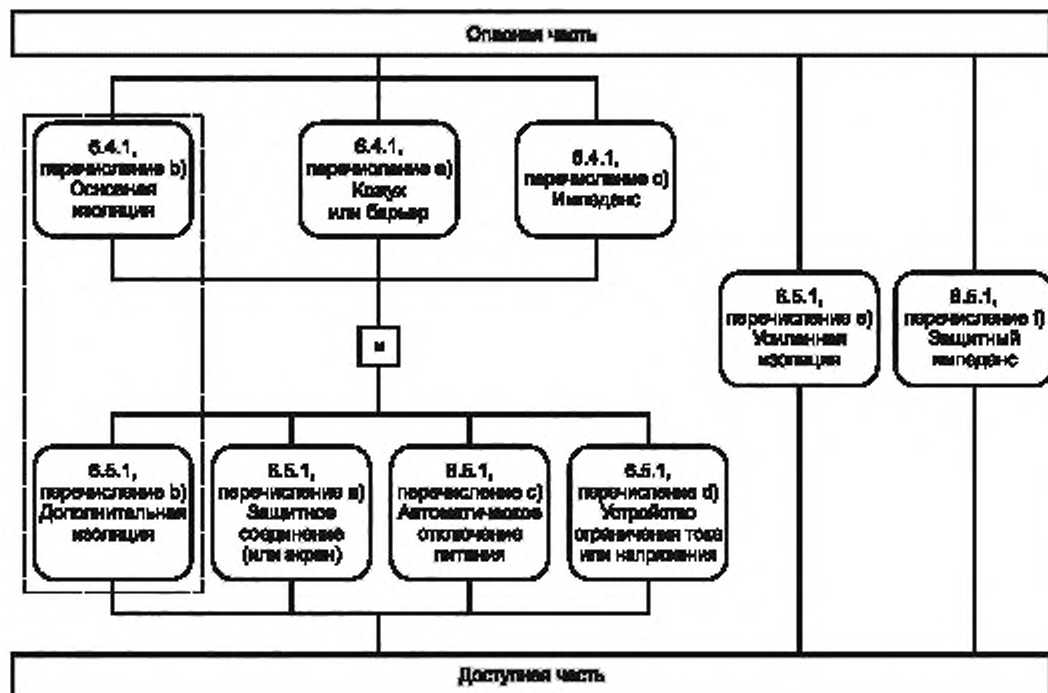 Опасная часть
6.4.1,
перечисление b)
Основная
изоляция
6.4.1,
перечисление a)
Кожух
или барьер
6.4.1,
перечисление c)
Импеданс
6.5.1,
перечисление e)
Усиленная
изоляция
6.5.1,
перечисление f)
Защитный
импеданс
и
6.5.1,
перечисление b)
Дополнительная
изоляция
6.5.1,
перечисление a)
Защитное
соединение
(или экран)
6.5.1,
перечисление c)
Автоматическое
отключение
питания
6.5.1,
перечисление d)
Устройство
ограничения тока
или напряжения
Доступная часть